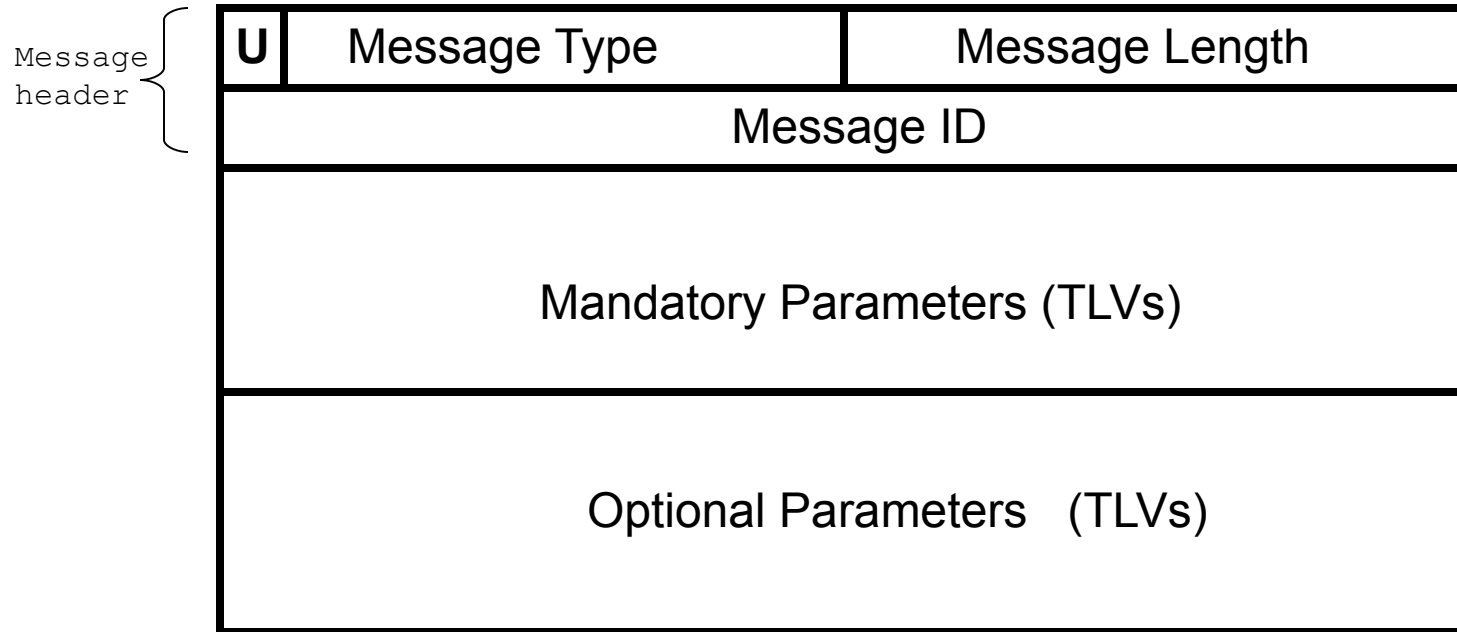 Message
header
U Message Type Message Length
Message ID
Mandatory Parameters (TLVs)
Optional Parameters (TLVs)